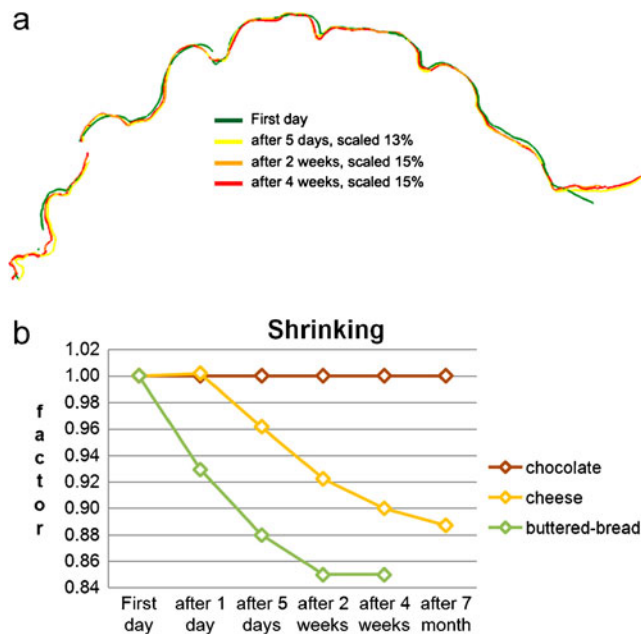 a
First day
after 5 days, scaled 13%
after 2 weeks, scaled 15%
after 4 weeks, scaled 15%
b
Shrinking
1.02
1.00
0.98
0.96
0.94
0.92
0.90
0.88
0.86
0.84
factor
chocolate
cheese
buttered-bread
First after 1 after 5 after 2 after 4 after 7
day day days weeks weeks month